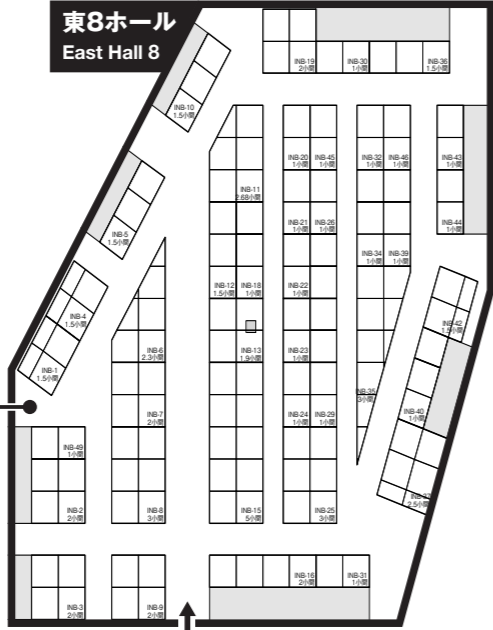 東8ホール
East Hall 8
INB-19
2小間
INB-30
1小間
INB-36
1.5小間
INB-10
1.5小間
INB-20
1小間
INB-45
1小間
INB-32
1小間
INB-46
1小間
INB-43
1小間
INB-11
2.68小間
INB-5
1.5小間
INB-21
1小間
INB-26
1小間
INB-44
1小間
INB-34
1小間
INB-39
1小間
INB-12
1.5小間
INB-18
1小間
INB-22
1小間
INB-4
1.5小間
INB-42
1.5小間
INB-6
2.3小間
INB-13
1.9小間
INB-23
1小間
INB-1
1.5小間
INB-35
3小間
INB-7
2小間
INB-24
1小間
INB-29
1小間
INB-40
1小間
INB-49
1小間
INB-2
2小間
INB-8
3小間
INB-15
5小間
INB-25
3小間
2.5小間
INB-16
2小間
INB-31
1小間
INB-3
2小間
INB-9
2小間